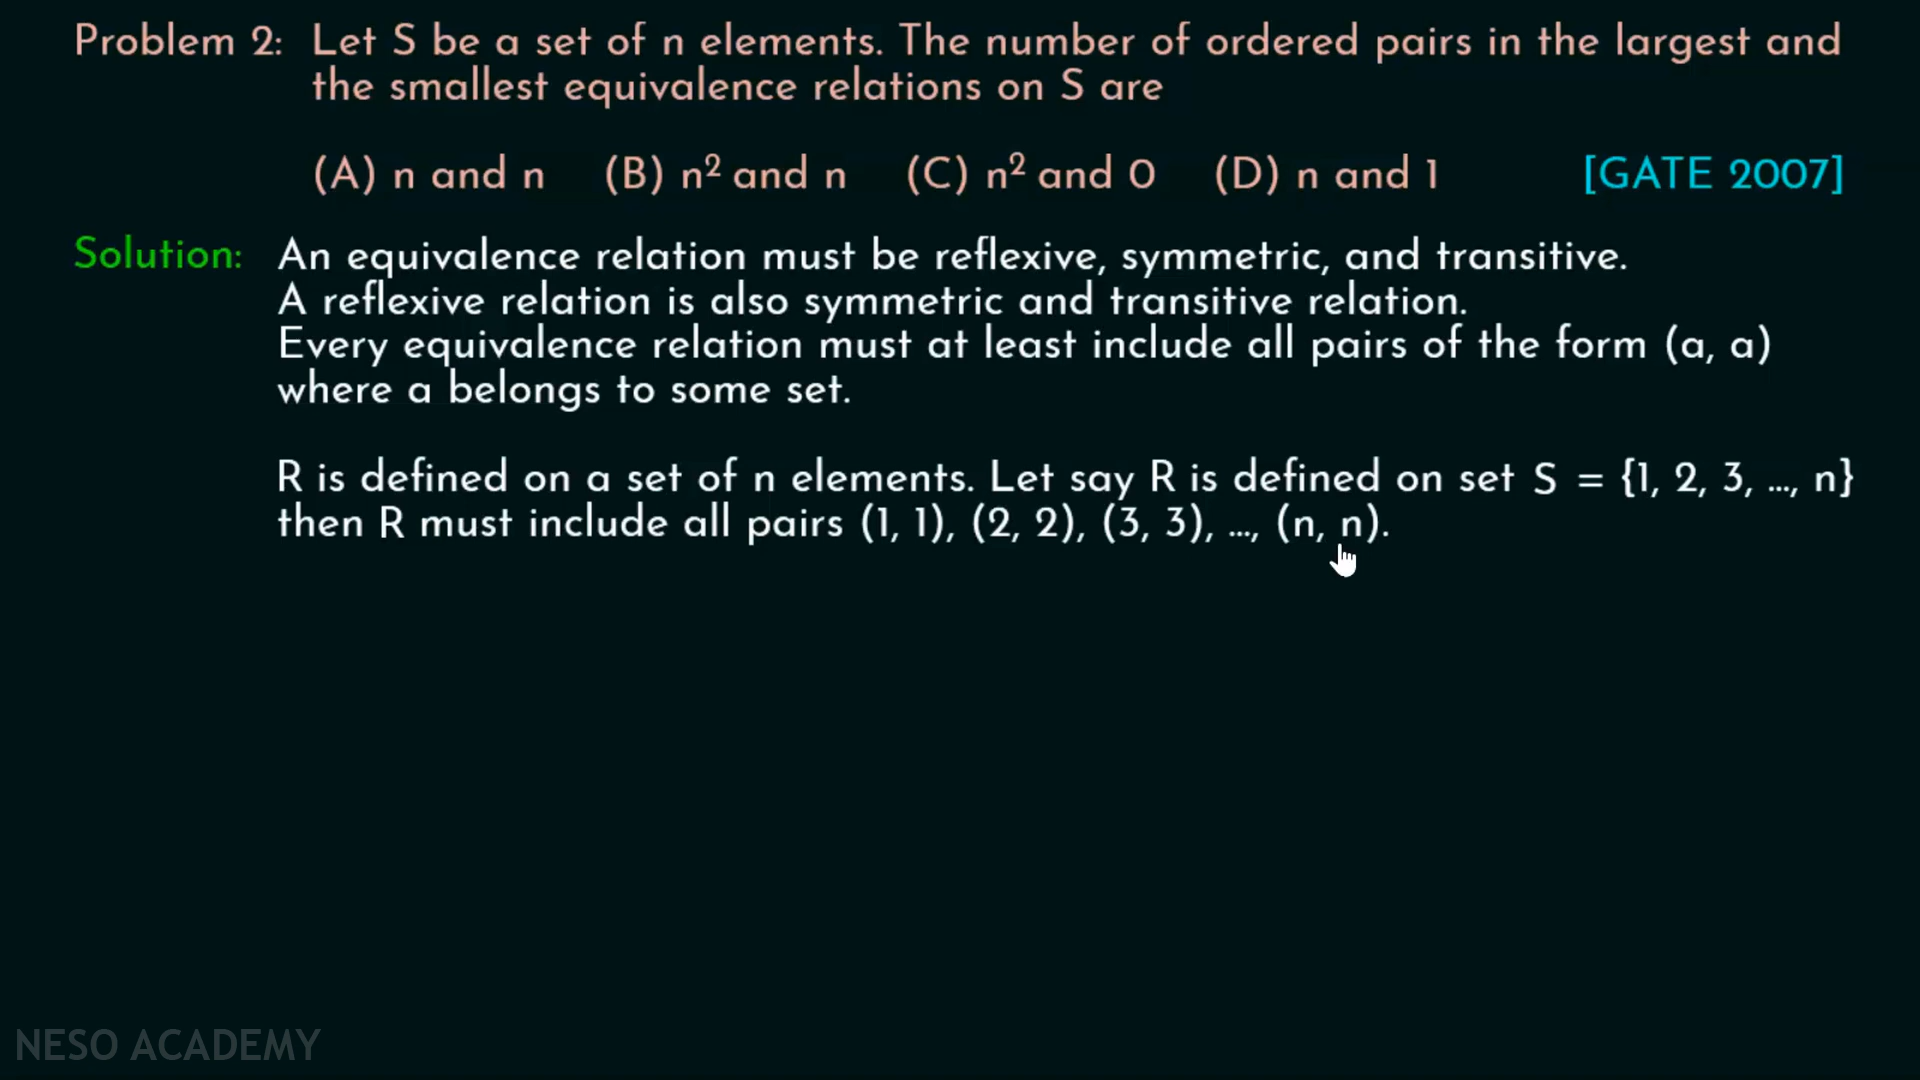 Problem 2: Let S be a set of n elements. The number of ordered pairs in the largest and
the smallest equivalence relations on S are
(A) n and n (B) n² and n (C) n² and 0 (D) n and 1 [GATE 2007]
Solution: An equivalence relation must be reflexive, symmetric, and transitive.
A reflexive relation is also symmetric and transitive relation.
Every equivalence relation must at least include all pairs of the form (a, a)
where a belongs to some set.
R is defined on a set of n elements. Let say R is defined on set S = {1, 2, 3, ..., n}
then R must include all pairs (1, 1), (2, 2), (3, 3), ..., (n, n).
NESO ACADEMY